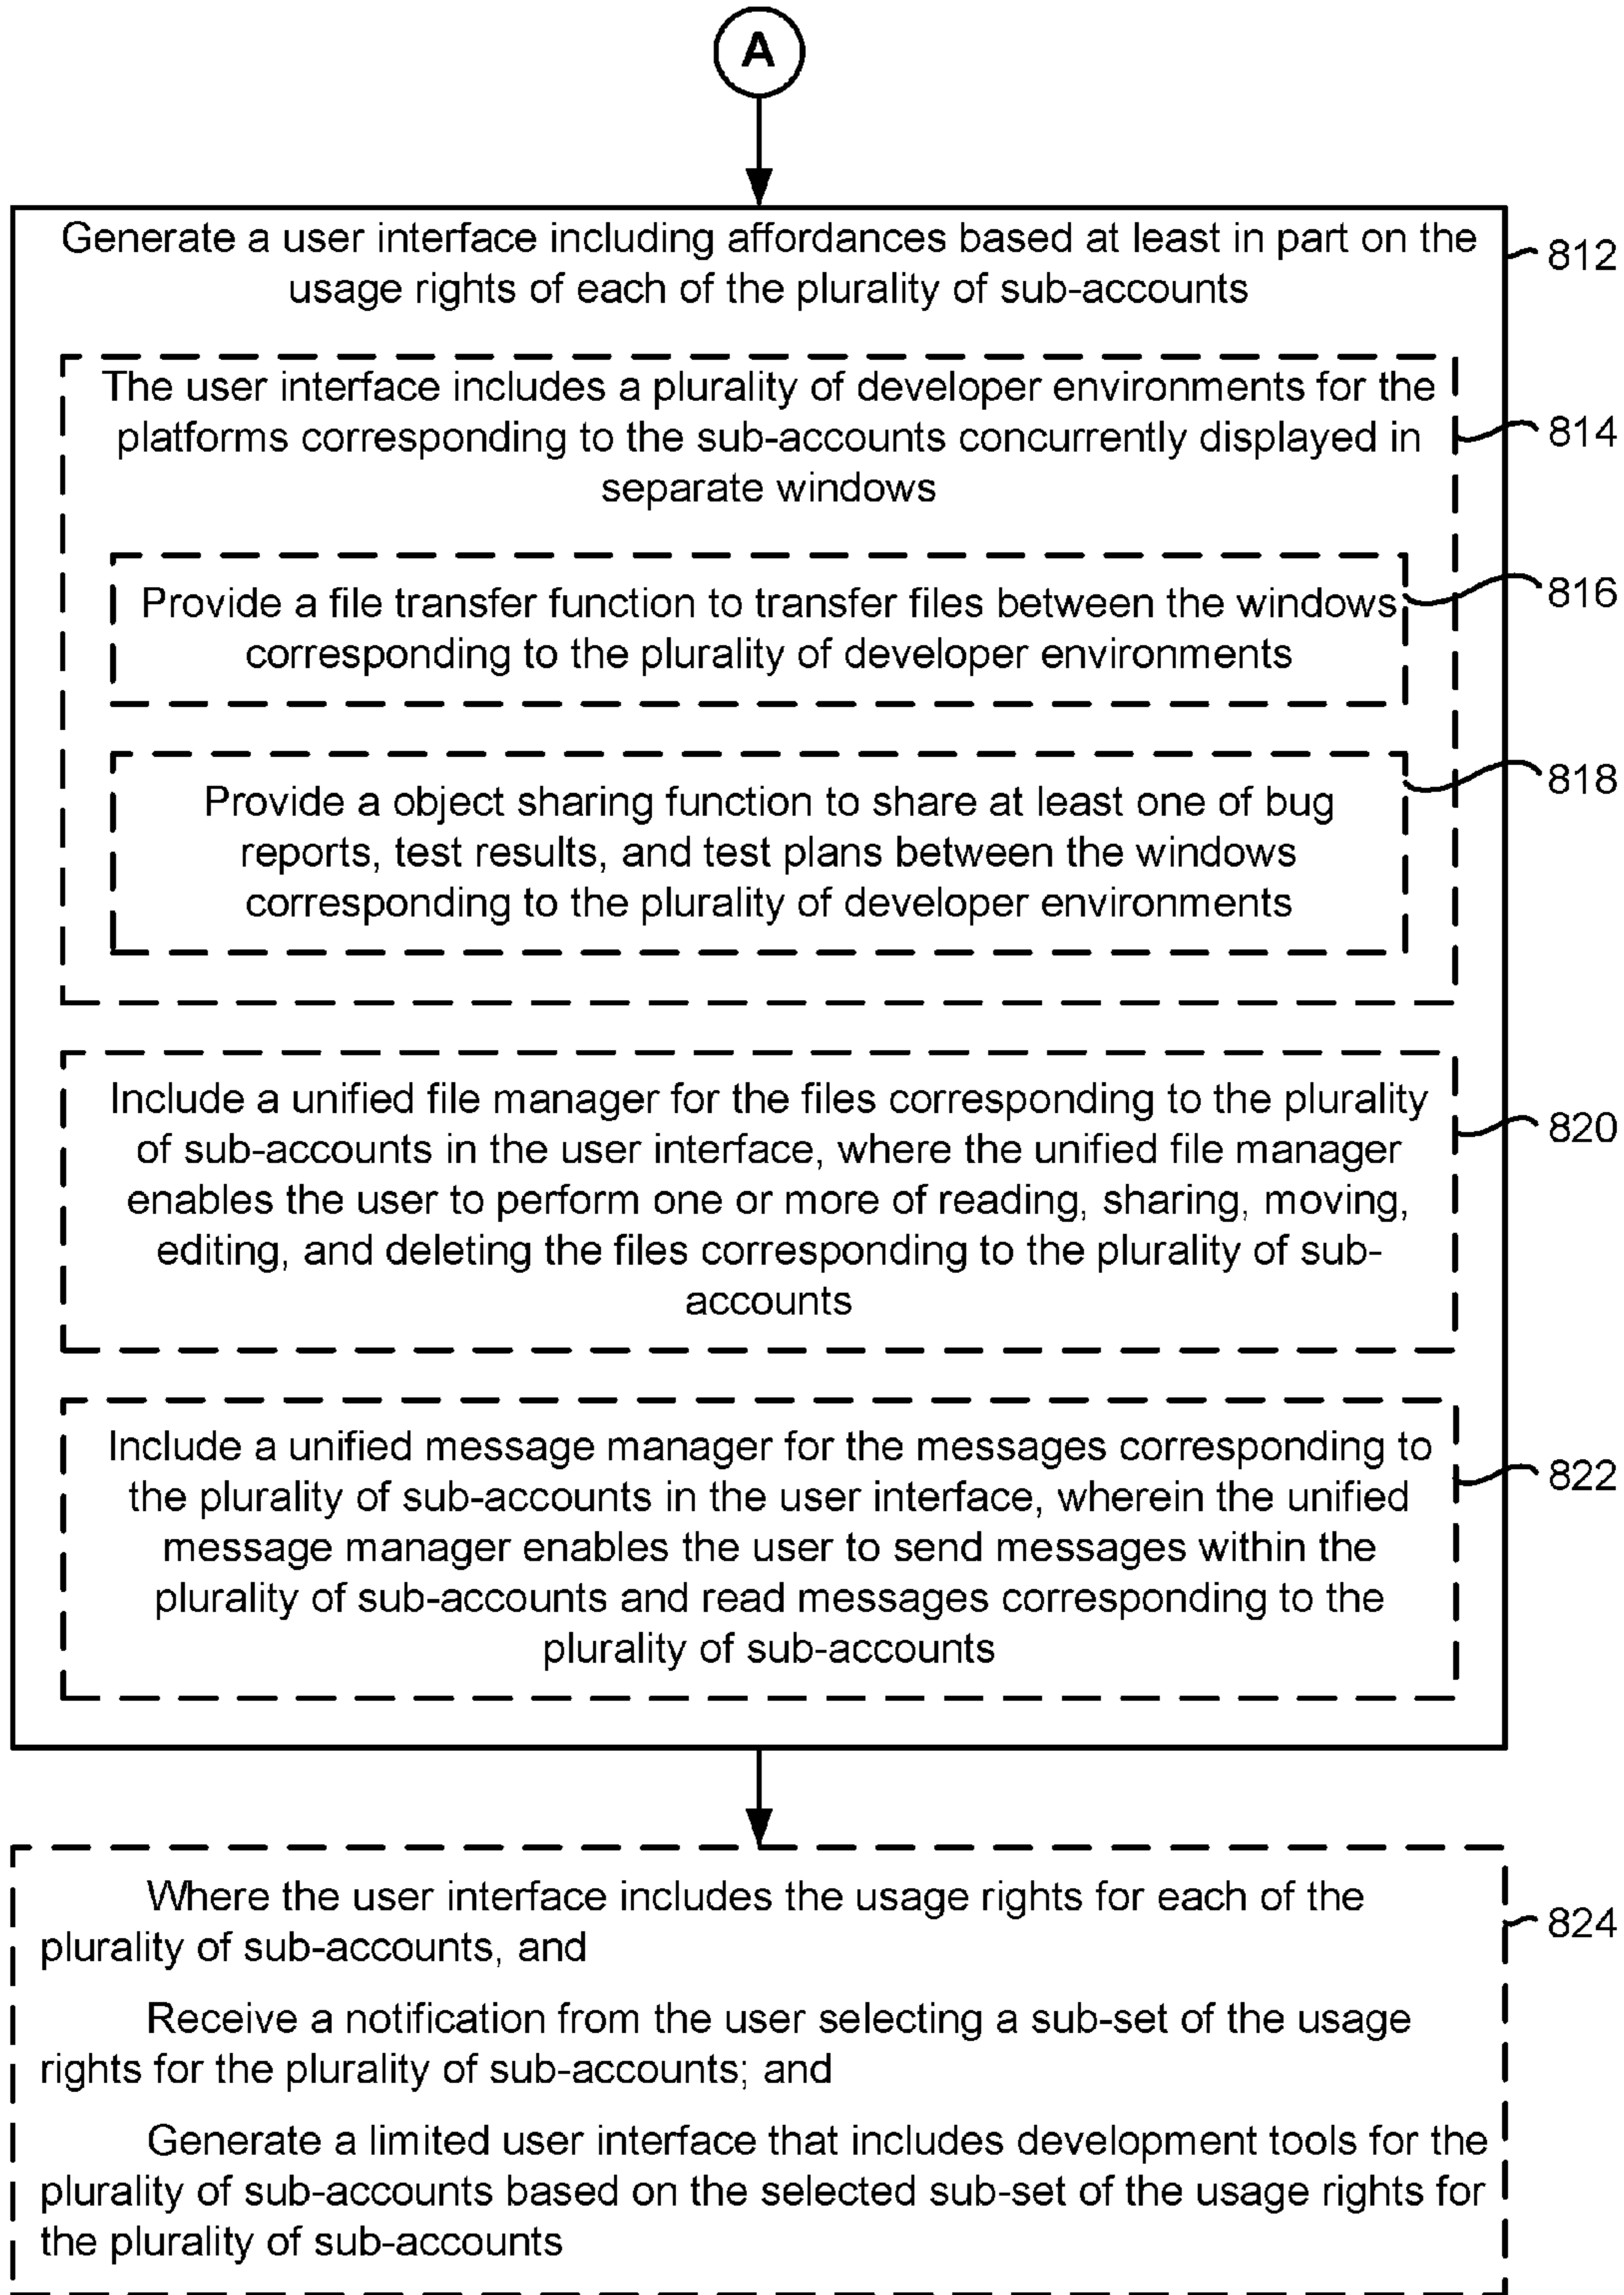 A
Generate a user interface including affordances based at least in part on the
usage rights of each of the plurality of sub-accounts
812
The user interface includes a plurality of developer environments for the
platforms corresponding to the sub-accounts concurrently displayed in
separate windows
814
Provide a file transfer function to transfer files between the windows
corresponding to the plurality of developer environments
816
Provide a object sharing function to share at least one of bug
reports, test results, and test plans between the windows
corresponding to the plurality of developer environments
818
Include a unified file manager for the files corresponding to the plurality
of sub-accounts in the user interface, where the unified file manager
enables the user to perform one or more of reading, sharing, moving,
editing, and deleting the files corresponding to the plurality of sub-
accounts
820
Include a unified message manager for the messages corresponding to
the plurality of sub-accounts in the user interface, wherein the unified
message manager enables the user to send messages within the
plurality of sub-accounts and read messages corresponding to the
plurality of sub-accounts
822
Where the user interface includes the usage rights for each of the
plurality of sub-accounts, and
Receive a notification from the user selecting a sub-set of the usage
rights for the plurality of sub-accounts; and
Generate a limited user interface that includes development tools for the
plurality of sub-accounts based on the selected sub-set of the usage rights for
the plurality of sub-accounts
824